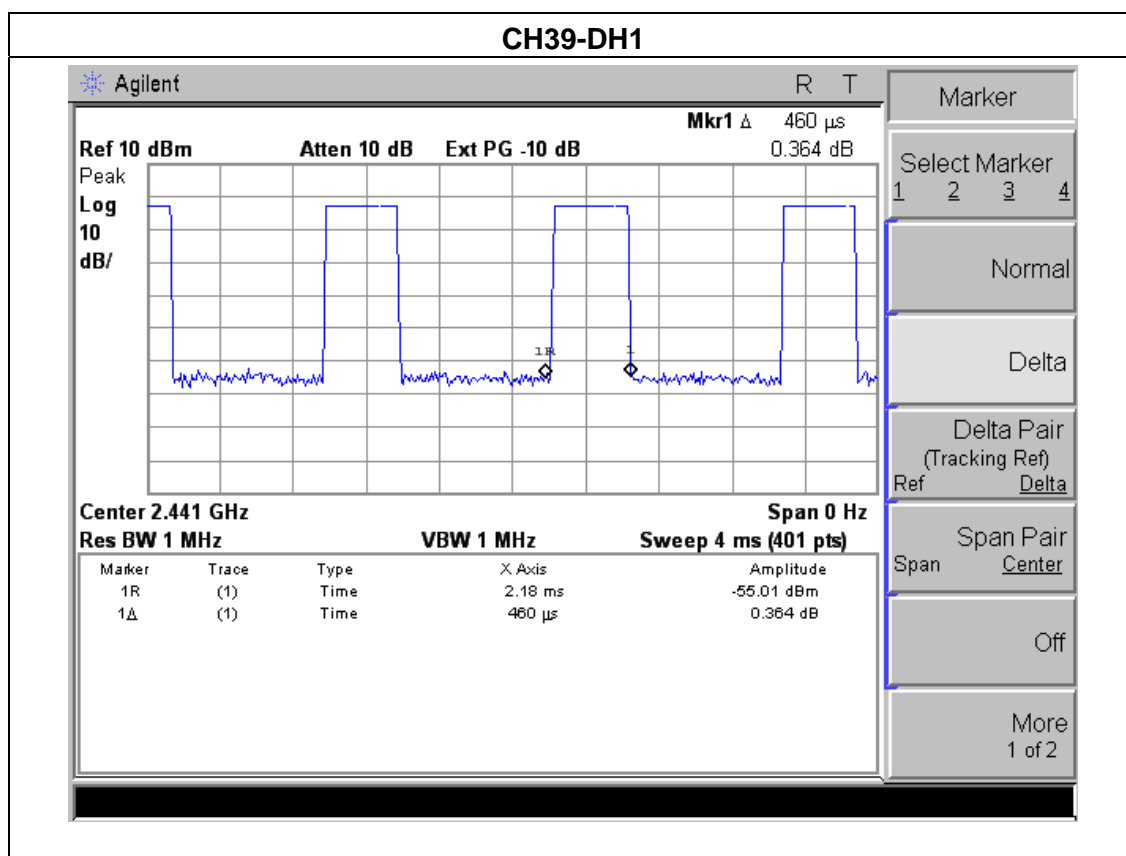 CH39-DH1
Agilent R T
Mkr1 Δ 460 µs
Ref 10 dBm Atten 10 dB Ext PG -10 dB 0.364 dB
Peak
Log
10
dB/
1R 1
Center 2.441 GHz Span 0 Hz
Res BW 1 MHz VBW 1 MHz Sweep 4 ms (401 pts)
Marker Trace Type X Axis Amplitude
1R (1) Time 2.18 ms -55.01 dBm
1Δ (1) Time 460 µs 0.364 dB
Marker
Select Marker
1 2 3 4
Normal
Delta
Delta Pair
(Tracking Ref)
Ref Delta
Span Pair
Span Center
Off
More
1 of 2